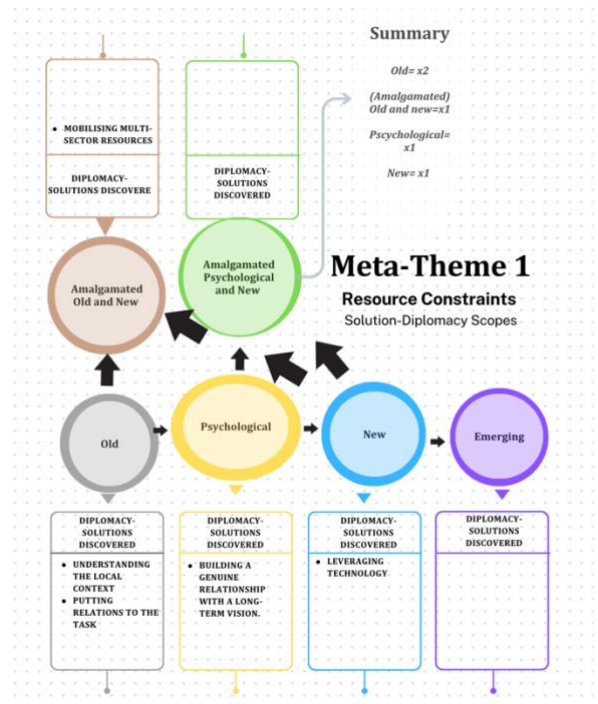 Summary
Old= x2
(Amalgamated)
Old and new=x1
Pscychological=
x1
New= x1
• MOBILISING MULTI-
SECTOR RESOURCES
DIPLOMACY-
SOLUTIONS DISCOVERE
DIPLOMACY-
SOLUTIONS
DISCOVERED
Amalgamated
Old and New
Amalgamated
Psychological
and New
Meta-Theme 1
Resource Constraints
Solution-Diplomacy Scopes
Old
Psychological
New
Emerging
DIPLOMACY-
SOLUTIONS
DISCOVERED
• UNDERSTANDING
THE LOCAL
CONTEXT
• PUTTING
RELATIONS TO THE
TASK
DIPLOMACY-
SOLUTIONS
DISCOVERED
• BUILDING A
GENUINE
RELATIONSHIP
WITH A LONG-
TERM VISION.
DIPLOMACY-
SOLUTIONS
DISCOVERED
• LEVERAGING
TECHNOLOGY
DIPLOMACY-
SOLUTIONS
DISCOVERED